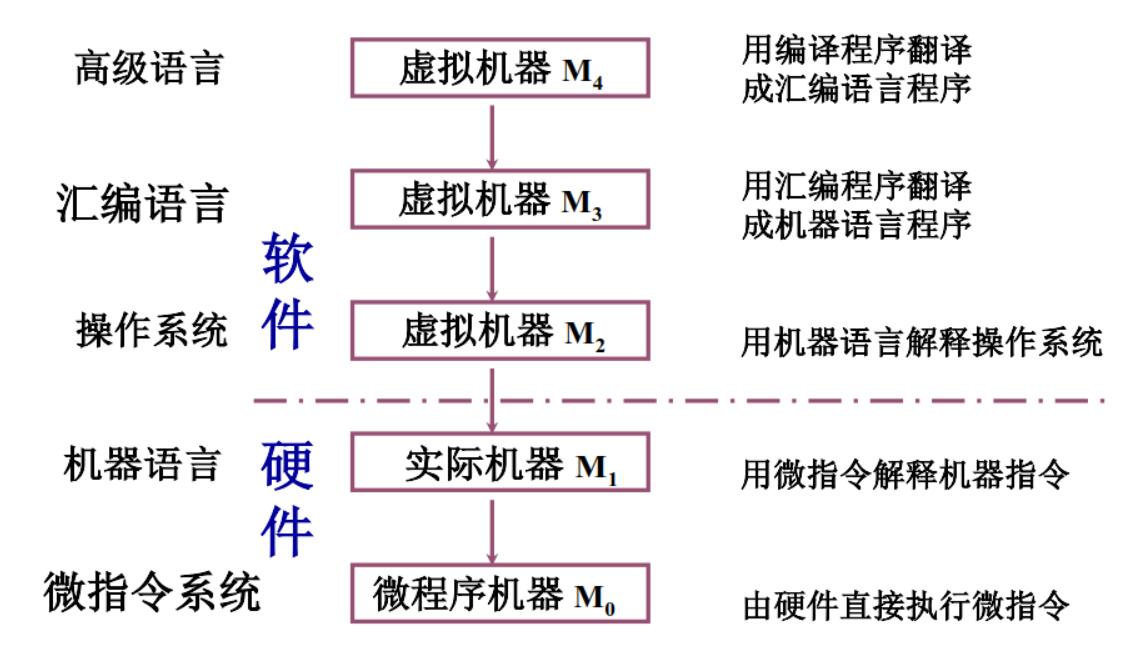 高级语言
虚拟机器 M4
用编译程序翻译
成汇编语言程序
汇编语言
虚拟机器 M3
用汇编程序翻译
成机器语言程序
软
件
操作系统
虚拟机器 M2
用机器语言解释操作系统
机器语言
硬
件
实际机器 M1
用微指令解释机器指令
微指令系统
微程序机器 M0
由硬件直接执行微指令